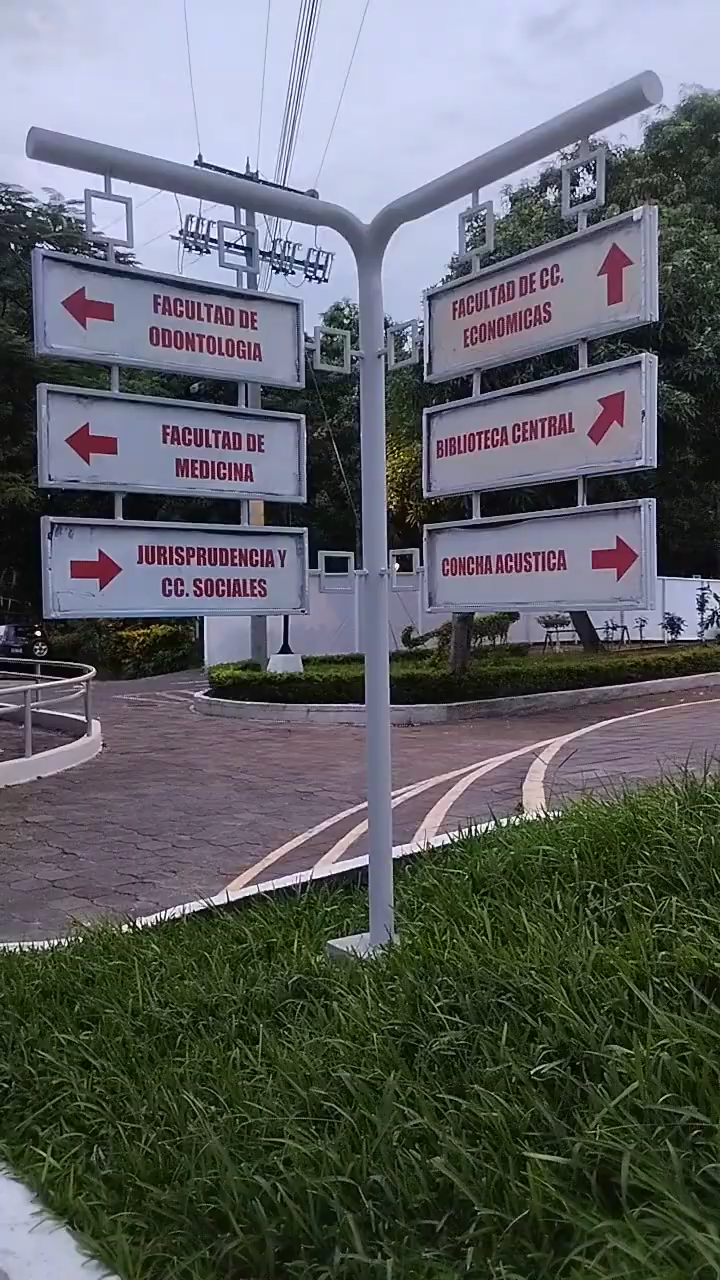 FACULTAD DE
ODONTOLOGIA
FACULTAD DE
MEDICINA
JURISPRUDENCIA Y
CC. SOCIALES
FACULTAD DE CC.
ECONOMICAS
BIBLIOTECA CENTRAL
CONCHA ACUSTICA